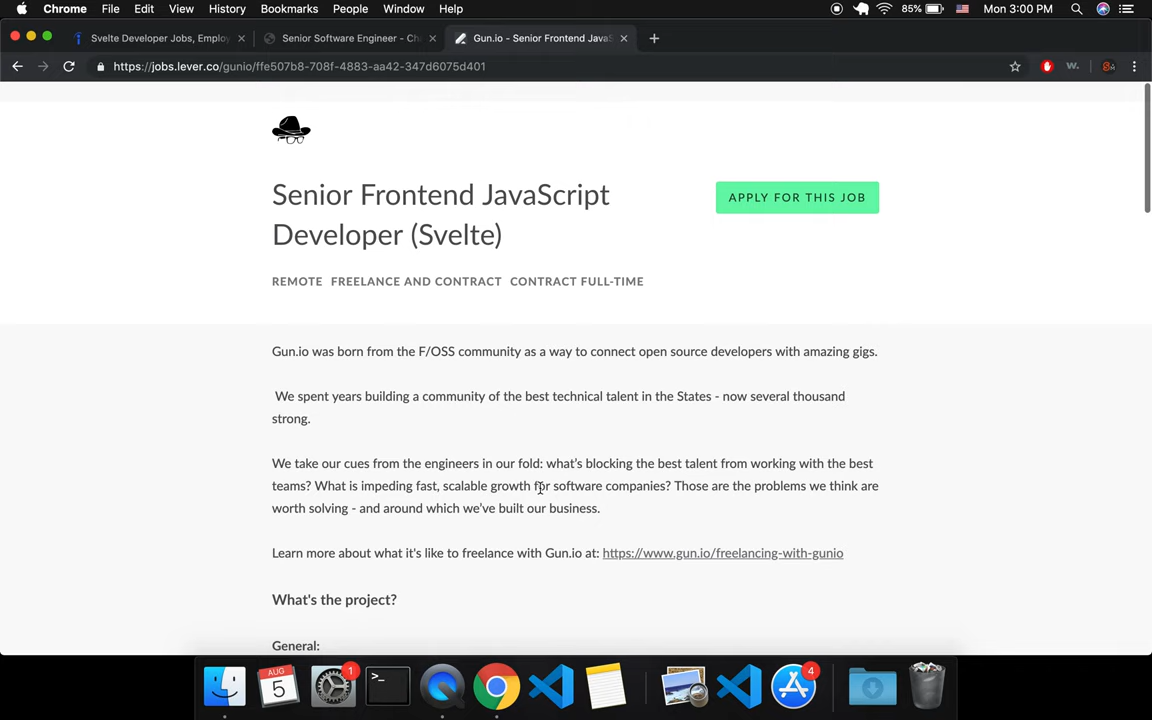 Chrome File Edit View History Bookmarks People Window Help 85% Mon 3:00 PM
Svelte Developer Jobs, Emplo
Senior Software Engineer - Ch
Gun.io - Senior Frontend JavaS
https://jobs.lever.co/gunio/ffe507b8-708f-4883-aa42-347d6075d401
w.
Senior Frontend JavaScript
Developer (Svelte)
APPLY FOR THIS JOB
REMOTE FREELANCE AND CONTRACT CONTRACT FULL-TIME
Gun.io was born from the F/OSS community as a way to connect open source developers with amazing gigs.
We spent years building a community of the best technical talent in the States - now several thousand
strong.
We take our cues from the engineers in our fold: what's blocking the best talent from working with the best
teams? What is impeding fast, scalable growth for software companies? Those are the problems we think are
worth solving - and around which we've built our business.
Learn more about what it's like to freelance with Gun.io at: https://www.gun.io/freelancing-with-gunio
What's the project?
General:
AUG
5
1
>_
4